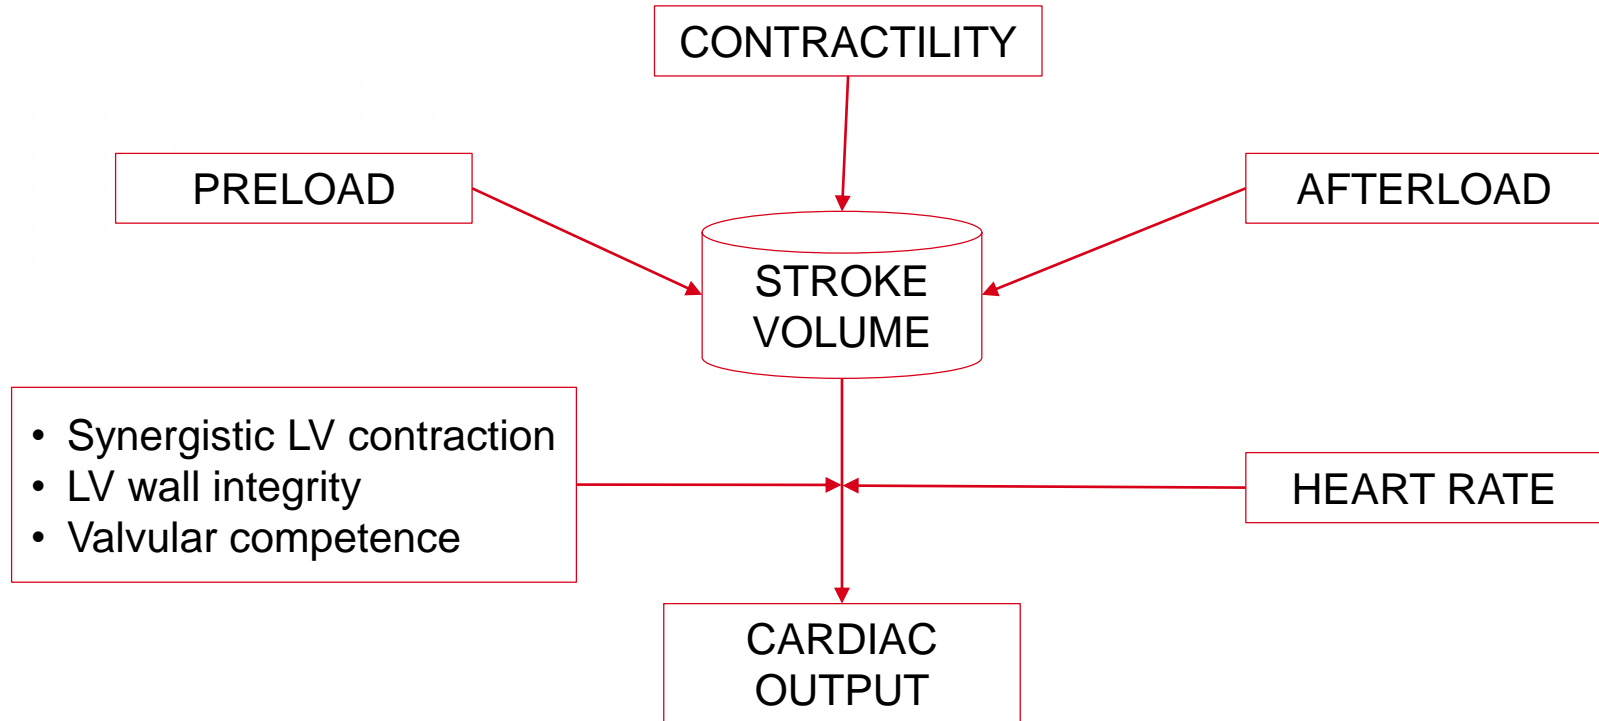 CONTRACTILITY
PRELOAD
AFTERLOAD
STROKE
VOLUME
• Synergistic LV contraction
• LV wall integrity
• Valvular competence
HEART RATE
CARDIAC
OUTPUT